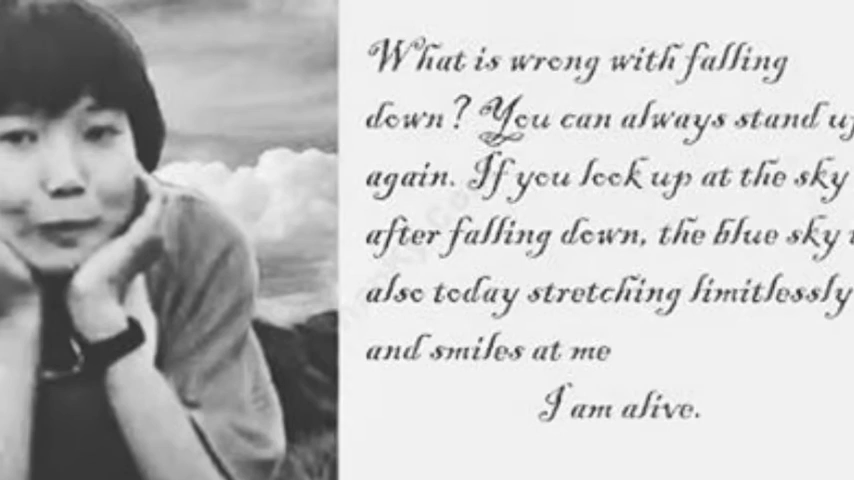 What is wrong with falling
down? You can always stand up
again. If you look up at the sky
after falling down, the blue sky
also today stretching limitlessly
and smiles at me
I am alive.